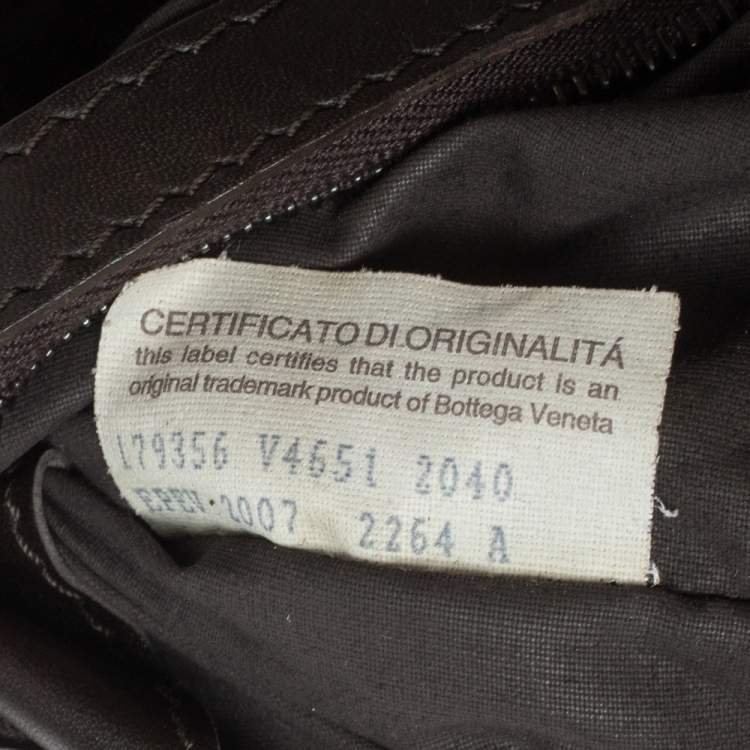 CERTIFICATO DI ORIGINALITÁ
this label certifies that the product is an
original trademark product of Bottega Veneta
179356 V4651 2040
EPEV·2007 2264 A